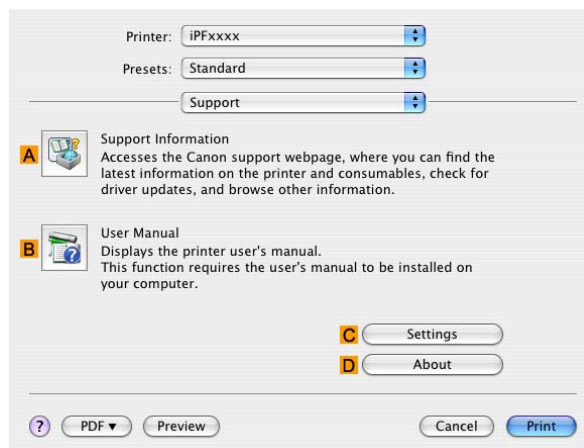 Printer: iPFxxxx
Presets: Standard
Support
A
Support Information
Accesses the Canon support webpage, where you can find the
latest information on the printer and consumables, check for
driver updates, and browse other information.
B
User Manual
Displays the printer user's manual.
This function requires the user's manual to be installed on
your computer.
C Settings
D About
? PDF▼ Preview Cancel Print